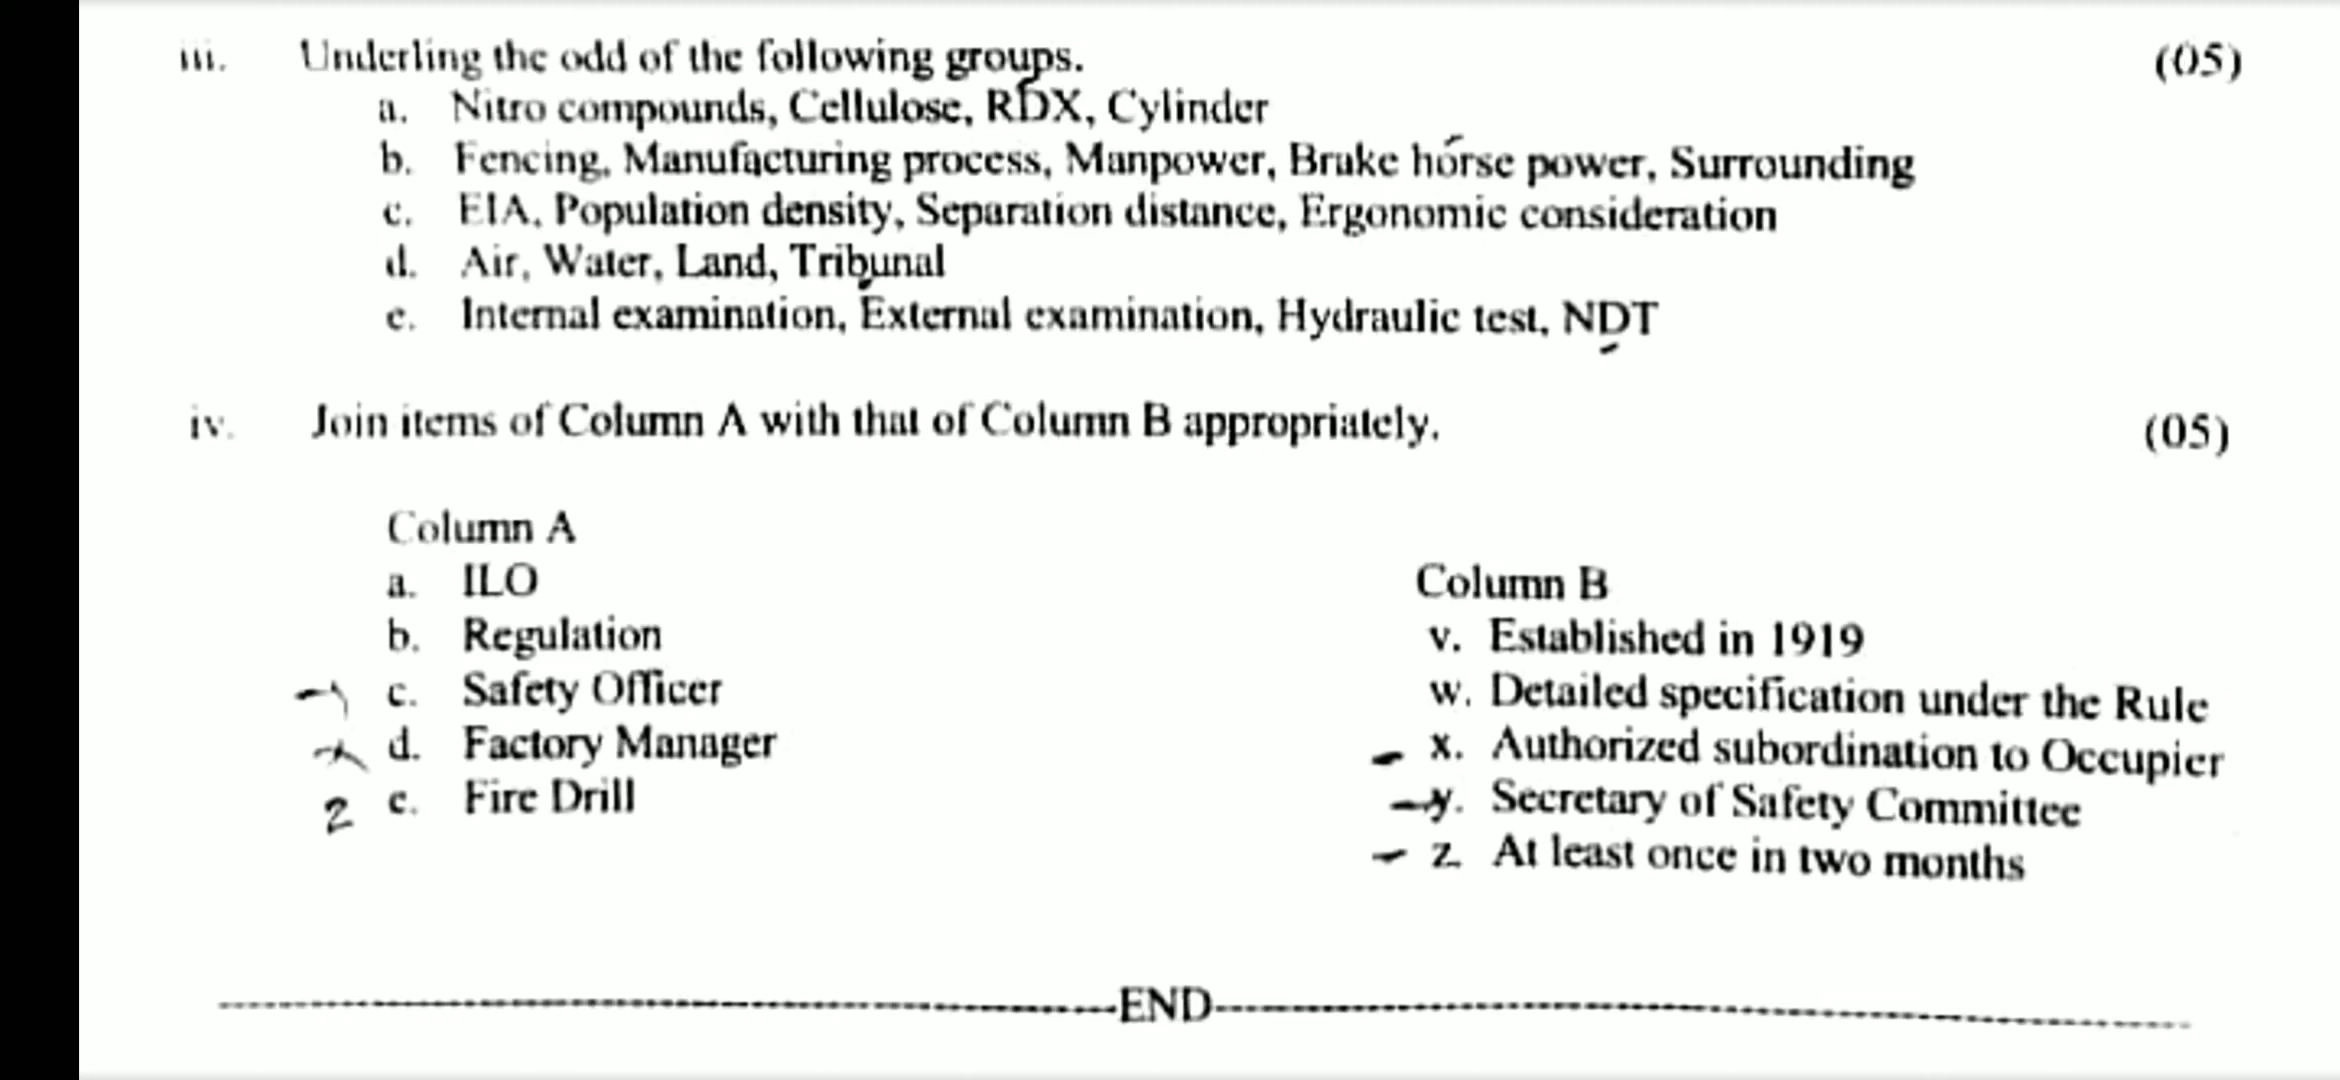 iii. Underling the odd of the following groups. (05)
a. Nitro compounds, Cellulose, RDX, Cylinder
b. Fencing, Manufacturing process, Manpower, Brake horse power, Surrounding
c. EIA, Population density, Separation distance, Ergonomic consideration
d. Air, Water, Land, Tribunal
e. Internal examination, External examination, Hydraulic test, NDT
iv. Join items of Column A with that of Column B appropriately. (05)
Column A
a. ILO
b. Regulation
c. Safety Officer
d. Factory Manager
2 e. Fire Drill
Column B
v. Established in 1919
w. Detailed specification under the Rule
x. Authorized subordination to Occupier
y. Secretary of Safety Committee
z. At least once in two months
END